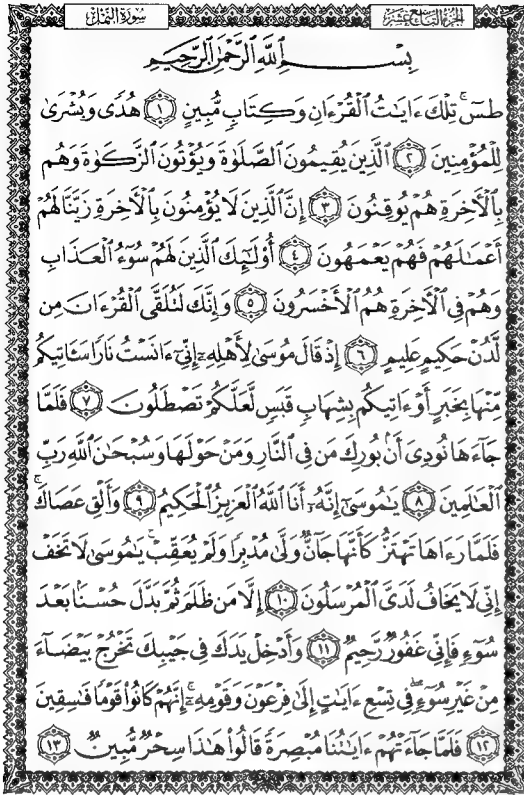 الجزء التاسع عشر
سورة النمل
بِسْمِ ٱللَّهِ ٱلرَّحْمَٰنِ ٱلرَّحِيمِ
طسٓ ۚ تِلْكَ ءَايَٰتُ ٱلْقُرْءَانِ وَكِتَابٍ مُّبِينٍ ١ هُدًى وَبُشْرَىٰ
لِلْمُؤْمِنِينَ ٢ ٱلَّذِينَ يُقِيمُونَ ٱلصَّلَوٰةَ وَيُؤْتُونَ ٱلزَّكَوٰةَ وَهُم
بِٱلْءَاخِرَةِ هُمْ يُوقِنُونَ ٣ إِنَّ ٱلَّذِينَ لَا يُؤْمِنُونَ بِٱلْءَاخِرَةِ زَيَّنَّا لَهُمْ
أَعْمَٰلَهُمْ فَهُمْ يَعْمَهُونَ ٤ أُو۟لَٰٓئِكَ ٱلَّذِينَ لَهُمْ سُوٓءُ ٱلْعَذَابِ
وَهُمْ فِى ٱلْءَاخِرَةِ هُمُ ٱلْأَخْسَرُونَ ٥ وَإِنَّكَ لَتُلَقَّى ٱلْقُرْءَانَ مِن
لَّدُنْ حَكِيمٍ عَلِيمٍ ٦ إِذْ قَالَ مُوسَىٰ لِأَهْلِهِۦٓ إِنِّىٓ ءَانَسْتُ نَارًا سَـَٔاتِيكُم
مِّنْهَا بِخَبَرٍ أَوْ ءَاتِيكُم بِشِهَابٍ قَبَسٍ لَّعَلَّكُمْ تَصْطَلُونَ ٧ فَلَمَّا
جَآءَهَا نُودِىَ أَنۢ بُورِكَ مَن فِى ٱلنَّارِ وَمَنْ حَوْلَهَا وَسُبْحَٰنَ ٱللَّهِ رَبِّ
ٱلْعَٰلَمِينَ ٨ يَٰمُوسَىٰٓ إِنَّهُۥٓ أَنَا ٱللَّهُ ٱلْعَزِيزُ ٱلْحَكِيمُ ٩ وَأَلْقِ عَصَاكَ ۚ
فَلَمَّا رَءَاهَا تَهْتَزُّ كَأَنَّهَا جَآنٌّ وَلَّىٰ مُدْبِرًا وَلَمْ يُعَقِّبْ ۚ يَٰمُوسَىٰ لَا تَخَفْ
إِنِّى لَا يَخَافُ لَدَىَّ ٱلْمُرْسَلُونَ ١٠ إِلَّا مَن ظَلَمَ ثُمَّ بَدَّلَ حُسْنًۢا بَعْدَ
سُوٓءٍ فَإِنِّى غَفُورٌ رَّحِيمٌ ١١ وَأَدْخِلْ يَدَكَ فِى جَيْبِكَ تَخْرُجْ بَيْضَآءَ
مِنْ غَيْرِ سُوٓءٍ ۖ فِى تِسْعِ ءَايَٰتٍ إِلَىٰ فِرْعَوْنَ وَقَوْمِهِۦٓ ۚ إِنَّهُمْ كَانُوا۟ قَوْمًا فَٰسِقِينَ
١٢ فَلَمَّا جَآءَتْهُمْ ءَايَٰتُنَا مُبْصِرَةً قَالُوا۟ هَٰذَا سِحْرٌ مُّبِينٌ ١٣